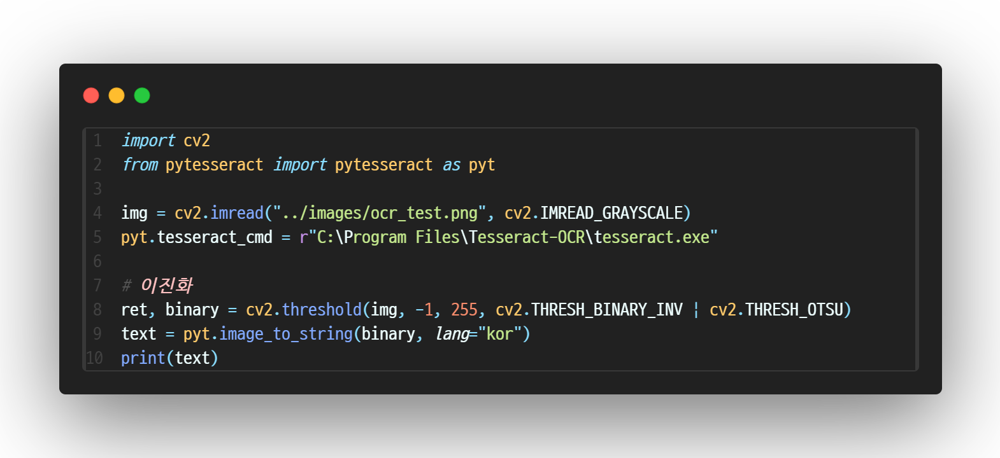 1 import cv2
2 from pytesseract import pytesseract as pyt
3
4 img = cv2.imread("../images/ocr_test.png", cv2.IMREAD_GRAYSCALE)
5 pyt.tesseract_cmd = r"C:\Program Files\Tesseract-OCR\tesseract.exe"
6
7 # 이진화
8 ret, binary = cv2.threshold(img, -1, 255, cv2.THRESH_BINARY_INV | cv2.THRESH_OTSU)
9 text = pyt.image_to_string(binary, lang="kor")
10 print(text)